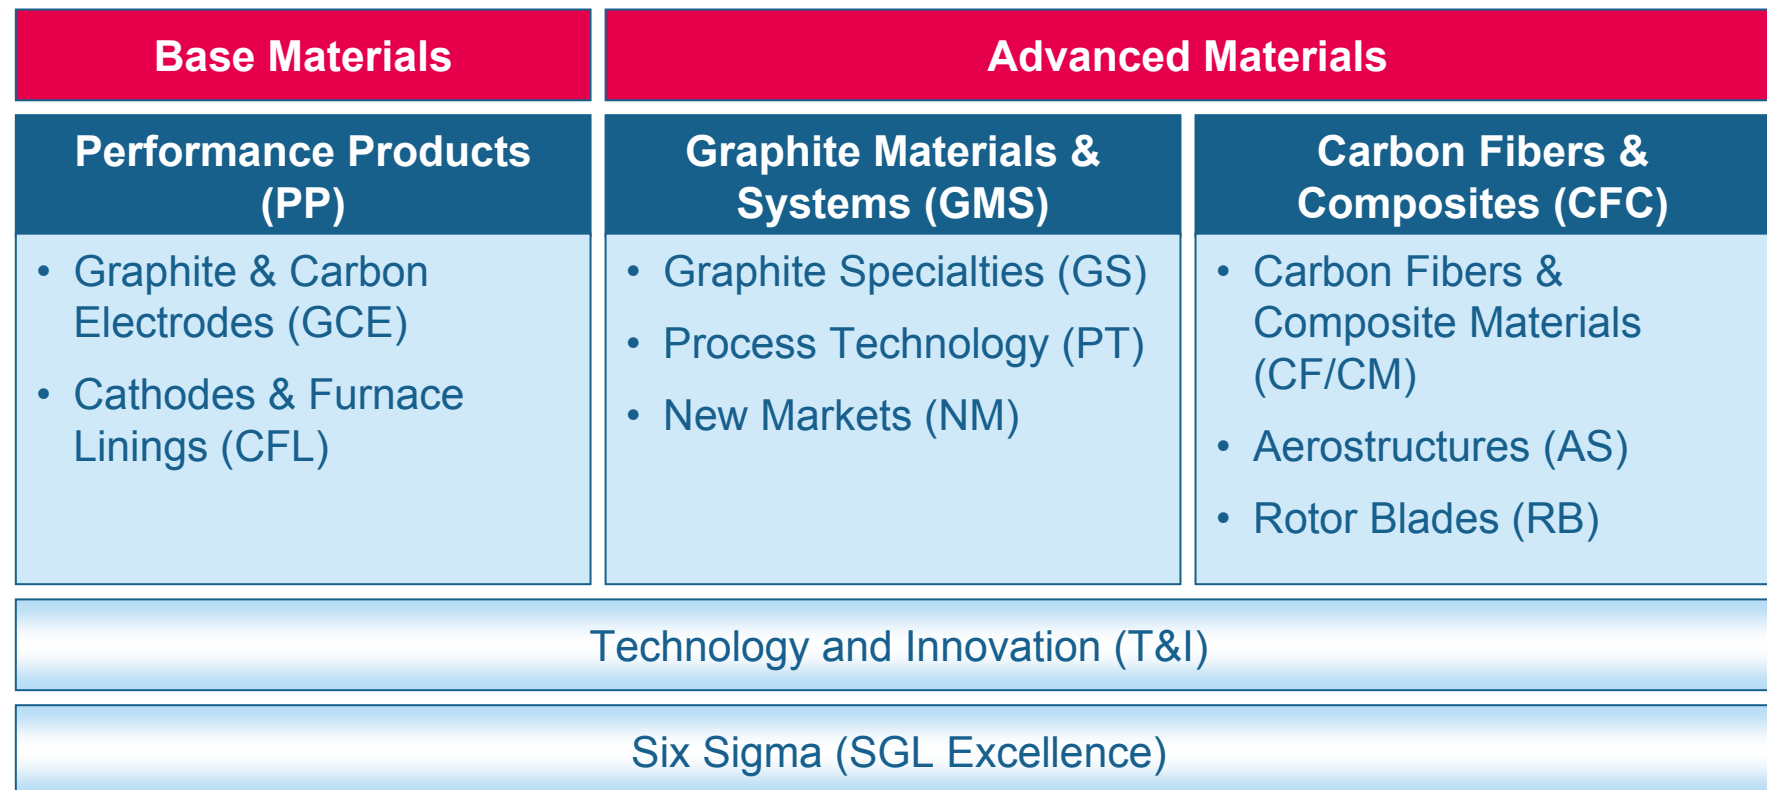 Base Materials
Advanced Materials
Performance Products
(PP)
• Graphite & Carbon
Electrodes (GCE)
• Cathodes & Furnace
Linings (CFL)
Graphite Materials &
Systems (GMS)
• Graphite Specialties (GS)
• Process Technology (PT)
• New Markets (NM)
Carbon Fibers &
Composites (CFC)
• Carbon Fibers &
Composite Materials
(CF/CM)
• Aerostructures (AS)
• Rotor Blades (RB)
Technology and Innovation (T&I)
Six Sigma (SGL Excellence)